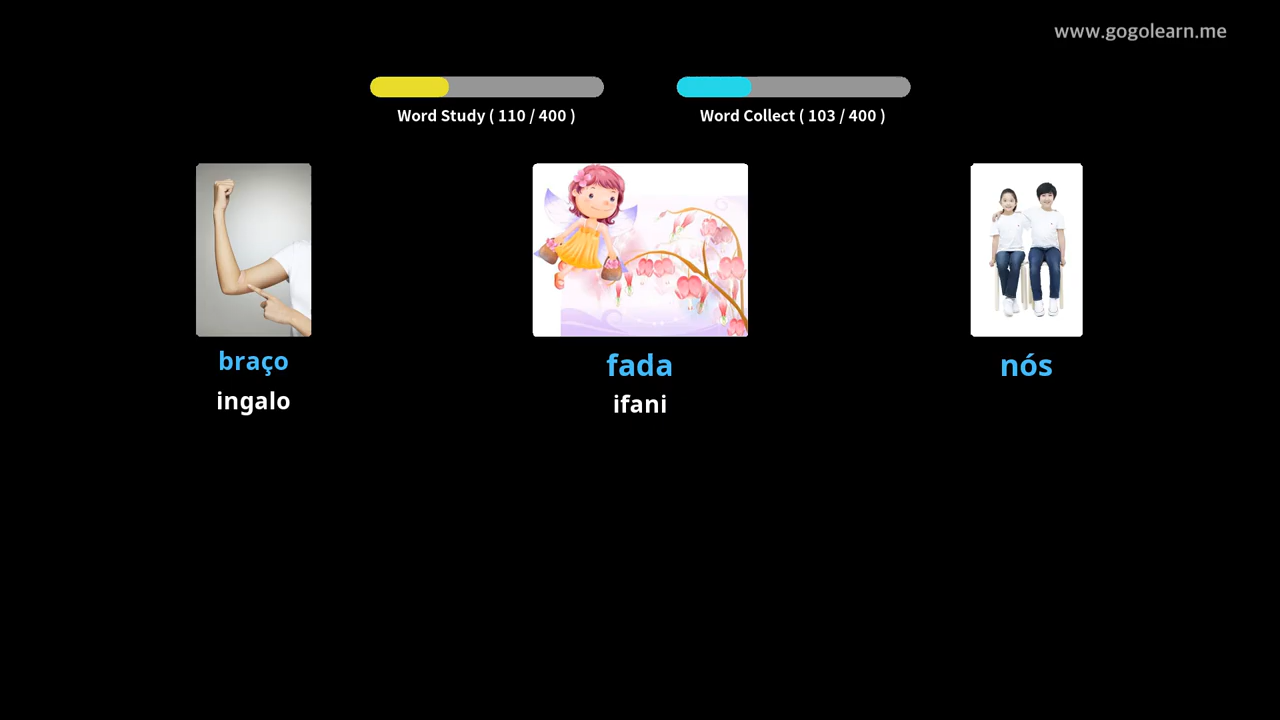 www.gogolearn.me
Word Study ( 110 / 400 )
Word Collect ( 103 / 400 )
braço
ingalo
fada
ifani
nós